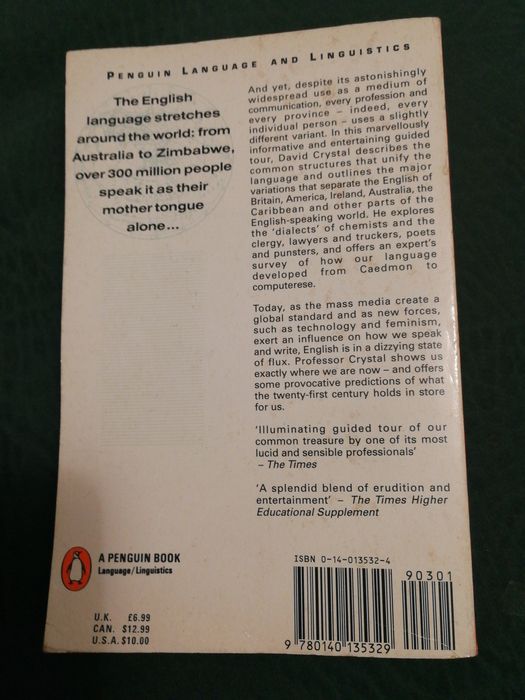 PENGUIN LANGUAGE AND LINGUISTICS
The English
language stretches
around the world: from
Australia to Zimbabwe,
over 300 million people
speak it as their
mother tongue
alone...
And yet, despite its astonishingly
widespread use as a medium of
communication, every profession and
every province – indeed, every
individual person – uses a slightly
different variant. In this marvellously
informative and entertaining guided
tour, David Crystal describes the
common structures that unify the
language and outlines the major
variations that separate the English of
Britain, America, Ireland, Australia, the
Caribbean and other parts of the
English-speaking world. He explores
the 'dialects' of chemists and the
clergy, lawyers and truckers, poets
and punsters, and offers an expert's
survey of how our language
developed from Caedmon to
computerese.
Today, as the mass media create a
global standard and as new forces,
such as technology and feminism,
exert an influence on how we speak
and write, English is in a dizzying state
of flux. Professor Crystal shows us
exactly where we are now – and offers
some provocative predictions of what
the twenty-first century holds in store
for us.
'Illuminating guided tour of our
common treasure by one of its most
lucid and sensible professionals'
– The Times
'A splendid blend of erudition and
entertainment' – The Times Higher
Educational Supplement
A PENGUIN BOOK
Language/Linguistics
U.K. £6.99
CAN. $12.99
U.S.A. $10.00
ISBN 0-14-013532-4
90301
9 780140 135329